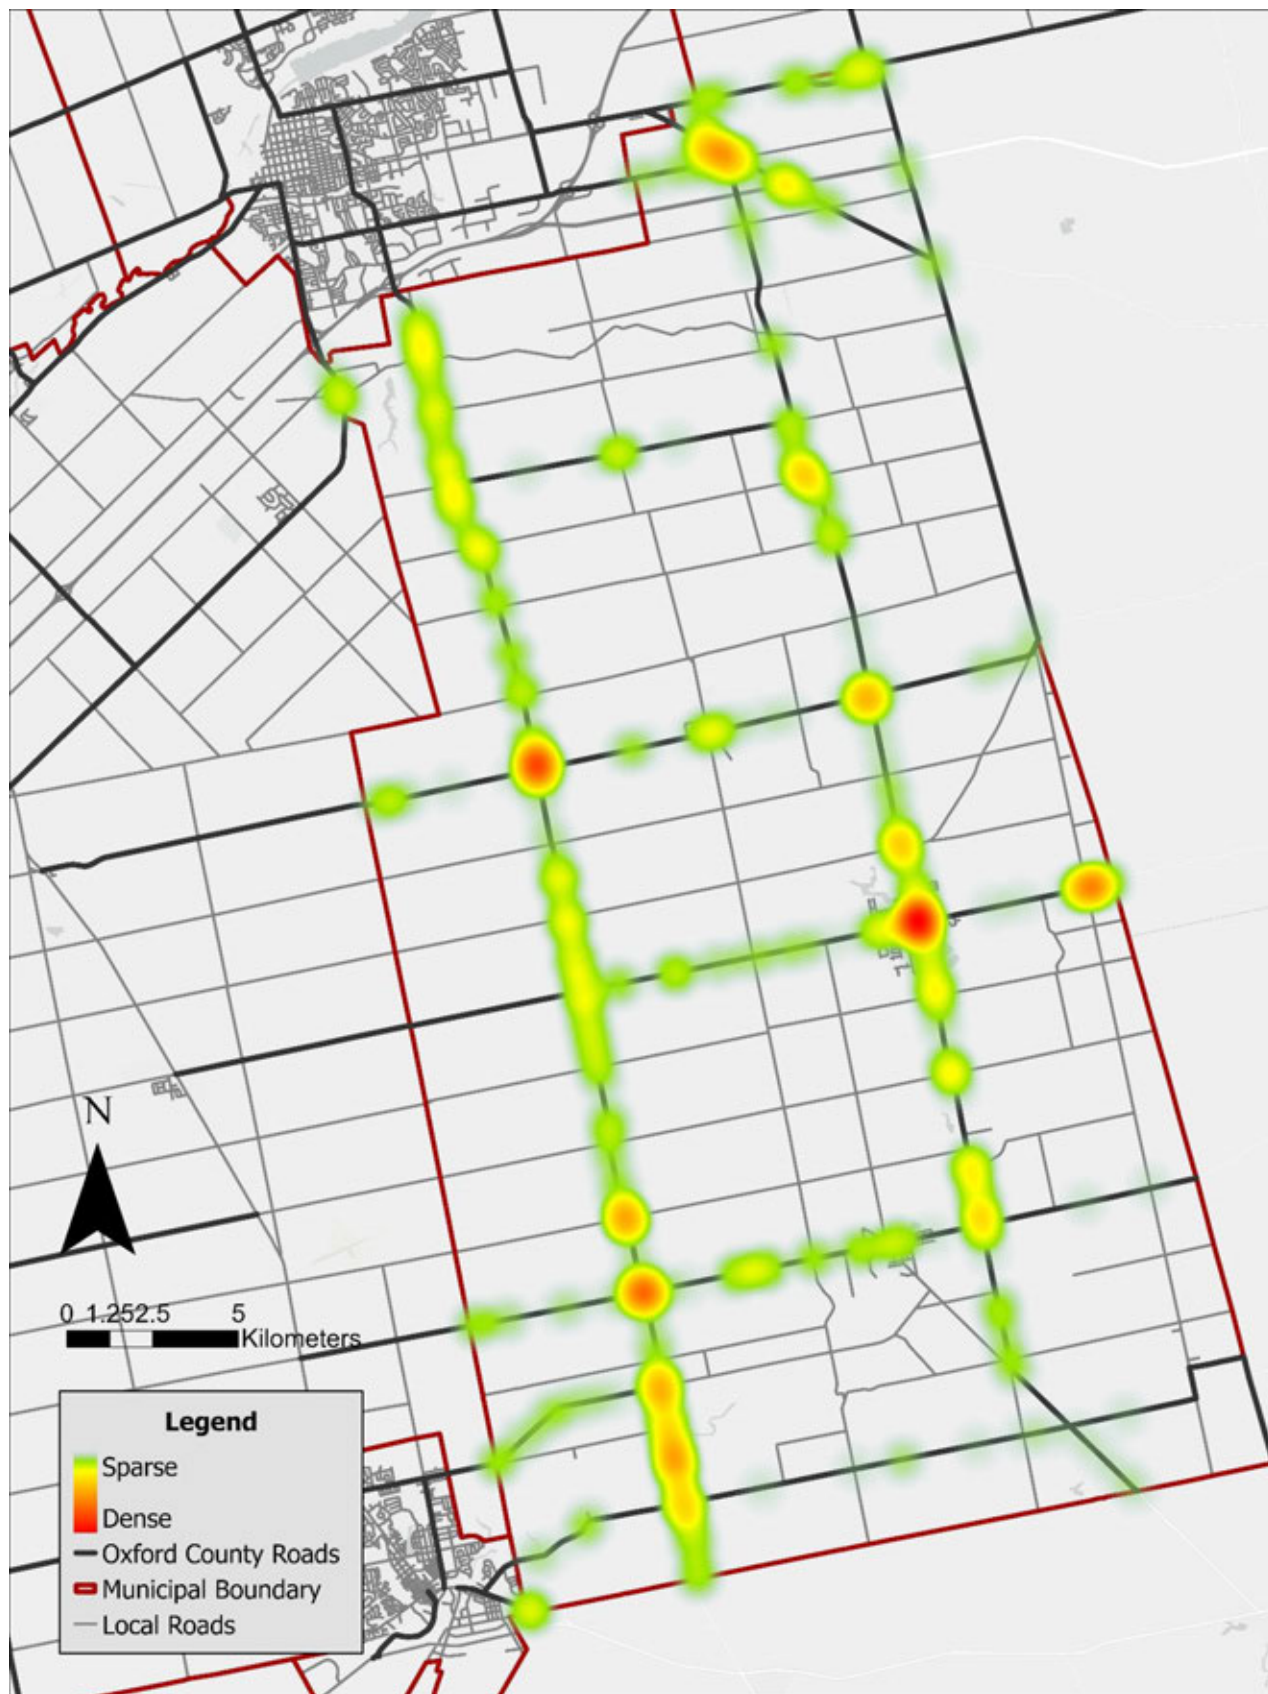 N
0 1.252.5 5
Kilometers
Legend
Sparse
Dense
Oxford County Roads
Municipal Boundary
Local Roads